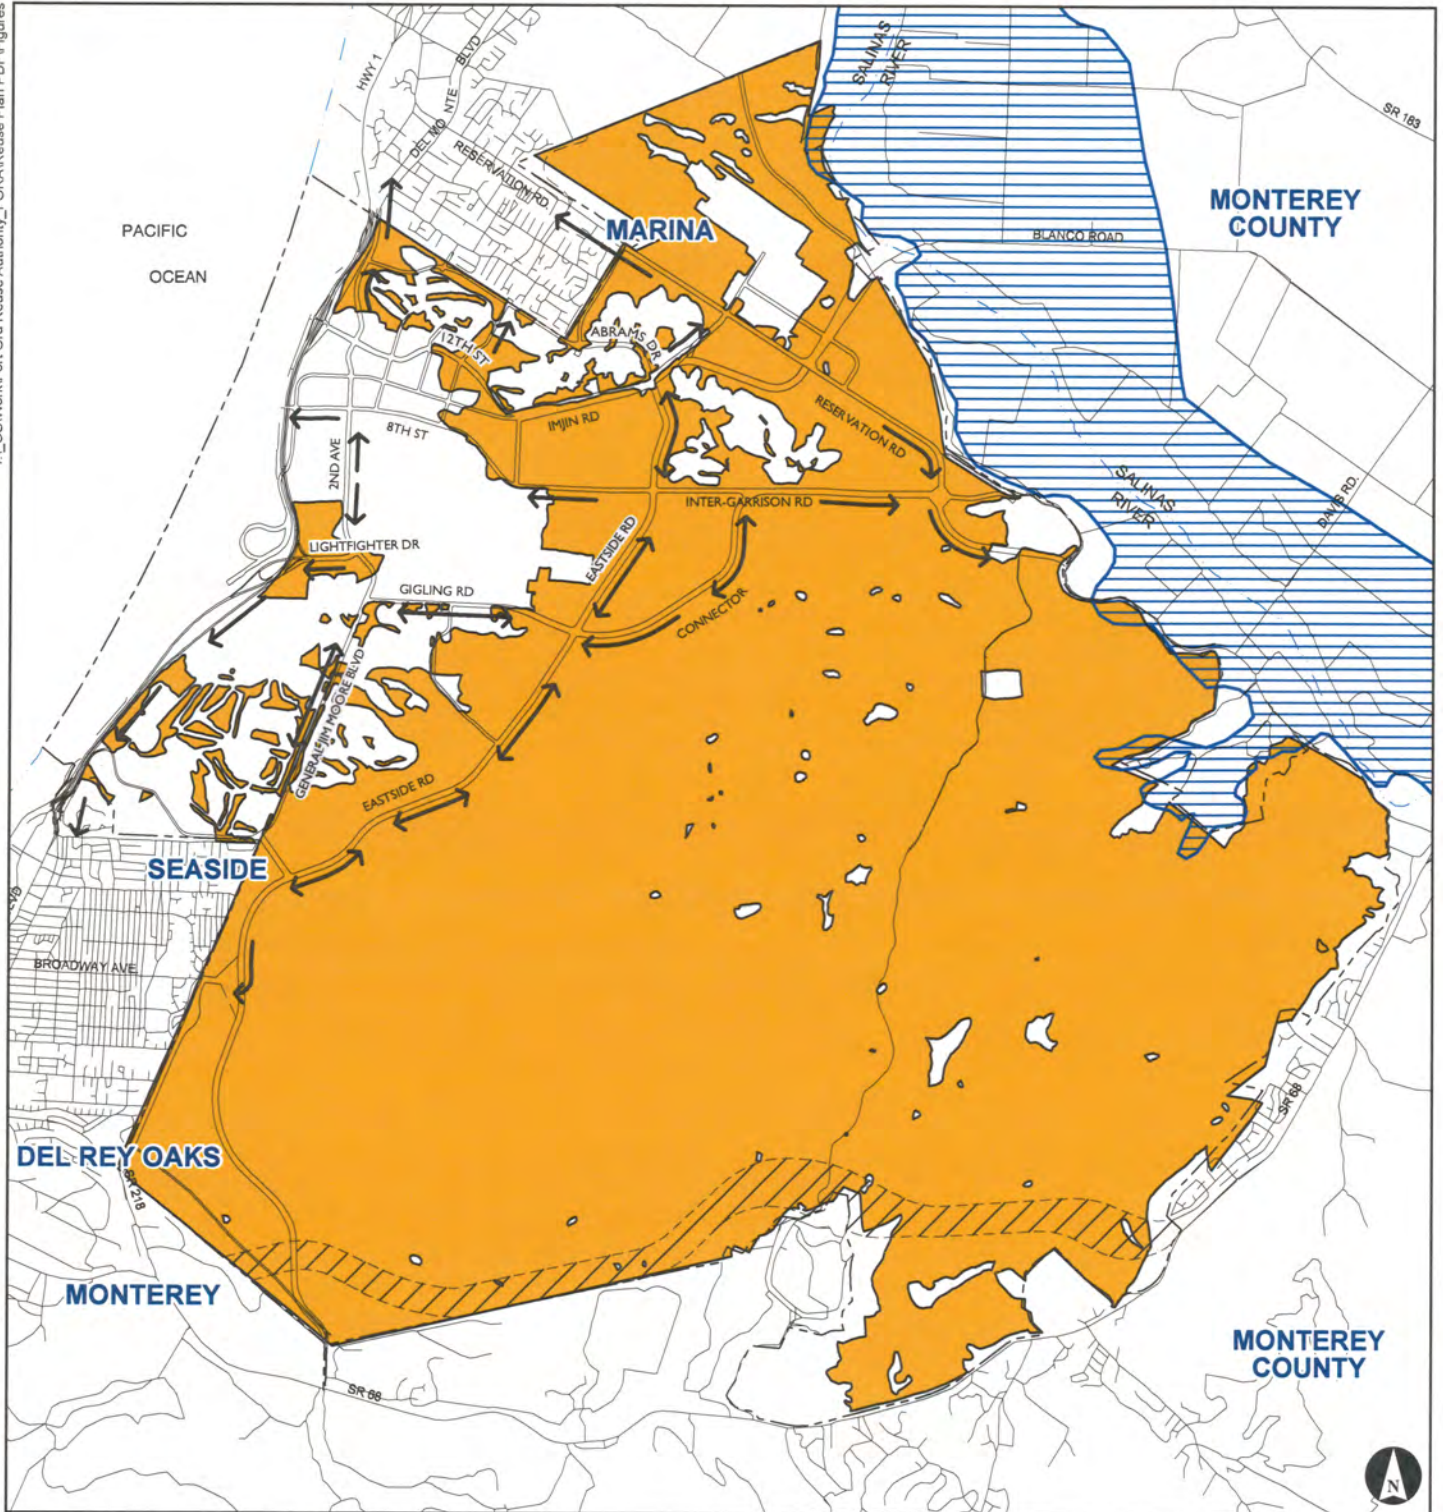 HWY 1
DEL MO NTE BLVD
SALINAS
RIVER
SR 183
RESERVATION RD.
PACIFIC
OCEAN
MARINA
MONTEREY
COUNTY
BLANCO ROAD
12TH ST
ABRAMS DR
IMJIN RD
RESERVATION RD
8TH ST
2ND AVE
SALINAS
RIVER
DAVIS RD.
INTER-GARRISON RD
LIGHTFIGHTER DR
EASTSIDE RD
GIGLING RD
CONNECTOR
GENERAL JIM MOORE BLVD
EASTSIDE RD
SEASIDE
BROADWAY AVE
SR 68
DEL REY OAKS
SR 218
MONTEREY
MONTEREY
COUNTY
SR 68
N